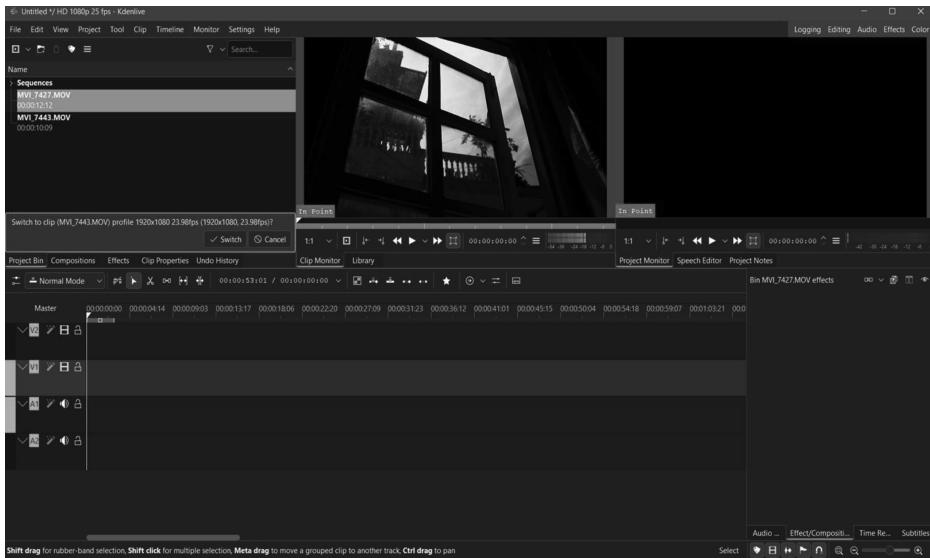 Untitled */ HD 1080p 25 fps - Kdenlive
File Edit View Project Tool Clip Timeline Monitor Settings Help
Logging Editing Audio Effects Color
Search...
Name
Sequences
MVI_7427.MOV
00:00:12:12
MVI_7443.MOV
00:00:10:09
In Point
In Point
Switch to clip (MVI_7443.MOV) profile 1920x1080 23.98fps (1920x1080, 23.98fps)?
Switch Cancel
1:1 00:00:00:00
1:1 00:00:00:00
Project Bin Compositions Effects Clip Properties Undo History
Clip Monitor Library
Project Monitor Speech Editor Project Notes
Normal Mode 00:00:53:01 / 00:00:00:00
Bin MVI_7427.MOV effects
Master 00:00:00:00 00:00:04:14 00:00:09:03 00:00:13:17 00:00:18:06 00:00:22:20 00:00:27:09 00:00:31:23 00:00:36:12 00:00:41:01 00:00:45:15 00:00:50:04 00:00:54:18 00:00:59:07 00:01:03:21 00:0
V2
V1
A1
A2
Audio ... Effect/Compositi... Time Re... Subtitles
Shift drag for rubber-band selection, Shift click for multiple selection, Meta drag to move a grouped clip to another track, Ctrl drag to pan
Select